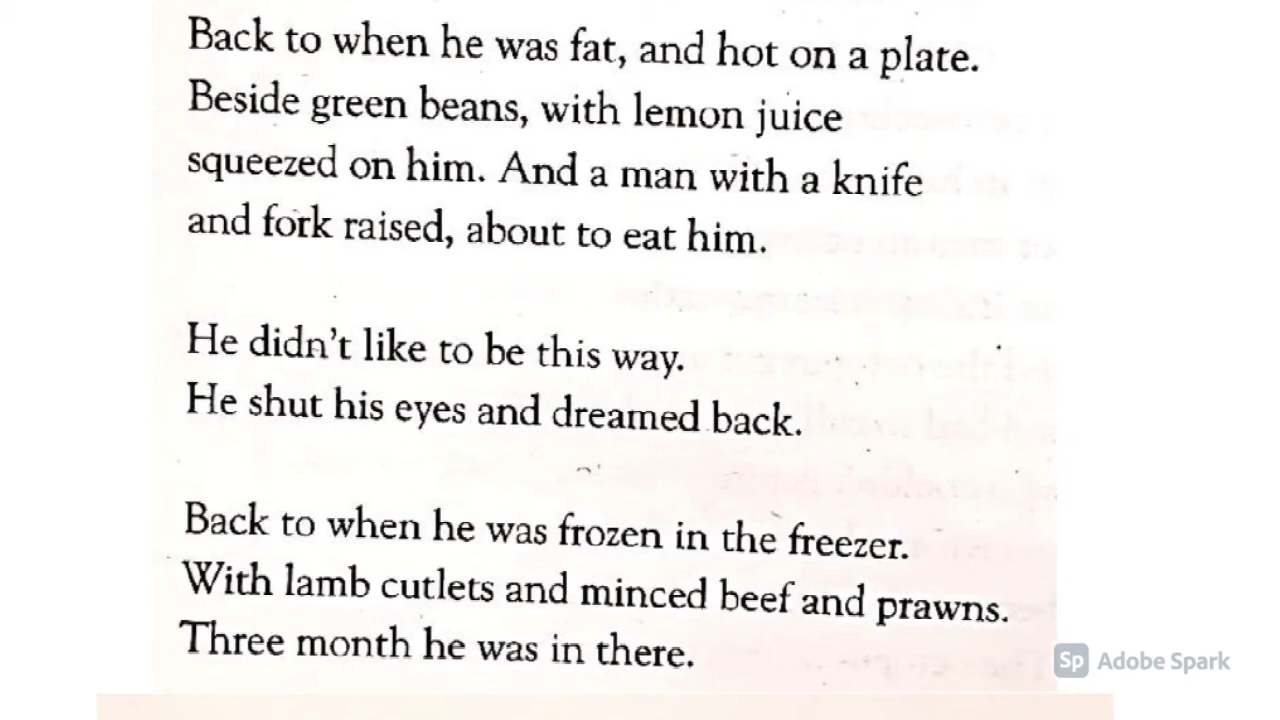 Back to when he was fat, and hot on a plate.
Beside green beans, with lemon juice
squeezed on him. And a man with a knife
and fork raised, about to eat him.
He didn't like to be this way.
He shut his eyes and dreamed back.
Back to when he was frozen in the freezer.
With lamb cutlets and minced beef and prawns.
Three month he was in there.
Sp Adobe Spark